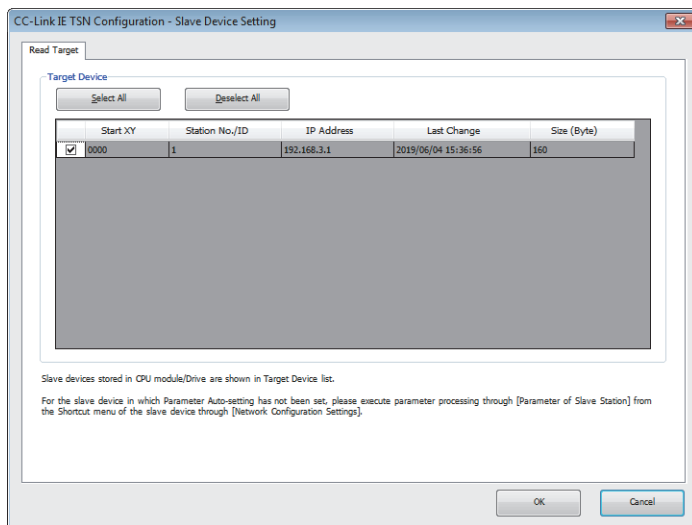 CC-Link IE TSN Configuration - Slave Device Setting
Read Target
Target Device
Select All Deselect All
Start XY Station No./ID IP Address Last Change Size (Byte)
0000 1 192.168.3.1 2019/06/04 15:36:56 160
Slave devices stored in CPU module/Drive are shown in Target Device list.
For the slave device in which Parameter Auto-setting has not been set, please execute parameter processing through [Parameter of Slave Station] from
the Shortcut menu of the slave device through [Network Configuration Settings].
OK Cancel